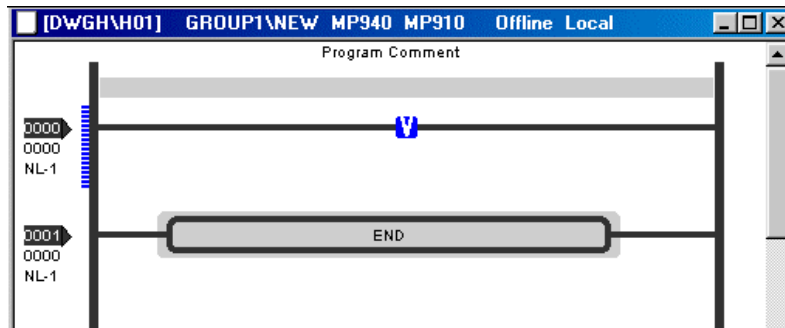 [DWGH\H01] GROUP1\NEW MP940 MP910 Offline Local
Program Comment
0000
0000
NL-1
V
0001
0000
NL-1
END